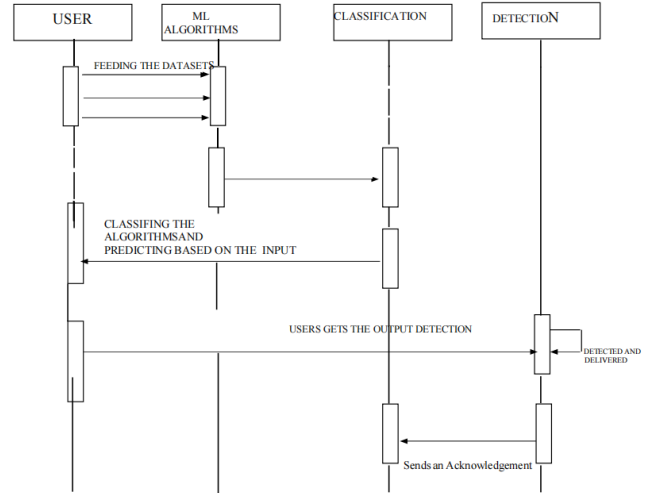 USER
ML
ALGORITHMS
CLASSIFICATION
DETECTION
FEEDING THE DATASETS
CLASSIFING THE
ALGORITHMSAND
PREDICTING BASED ON THE INPUT
USERS GETS THE OUTPUT DETECTION
DETECTED AND
DELIVERED
Sends an Acknowledgement